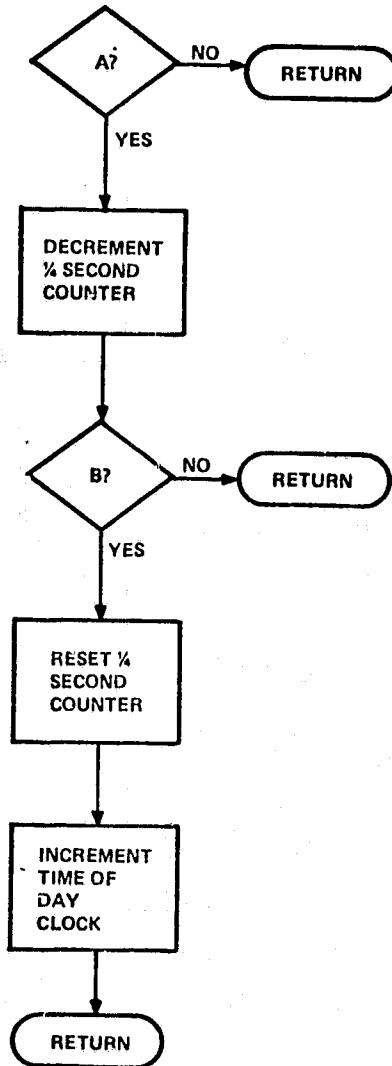 A?
NO
RETURN
YES
DECREMENT
¼ SECOND
COUNTER
B?
NO
RETURN
YES
RESET ¼
SECOND
COUNTER
INCREMENT
TIME OF
DAY
CLOCK
RETURN